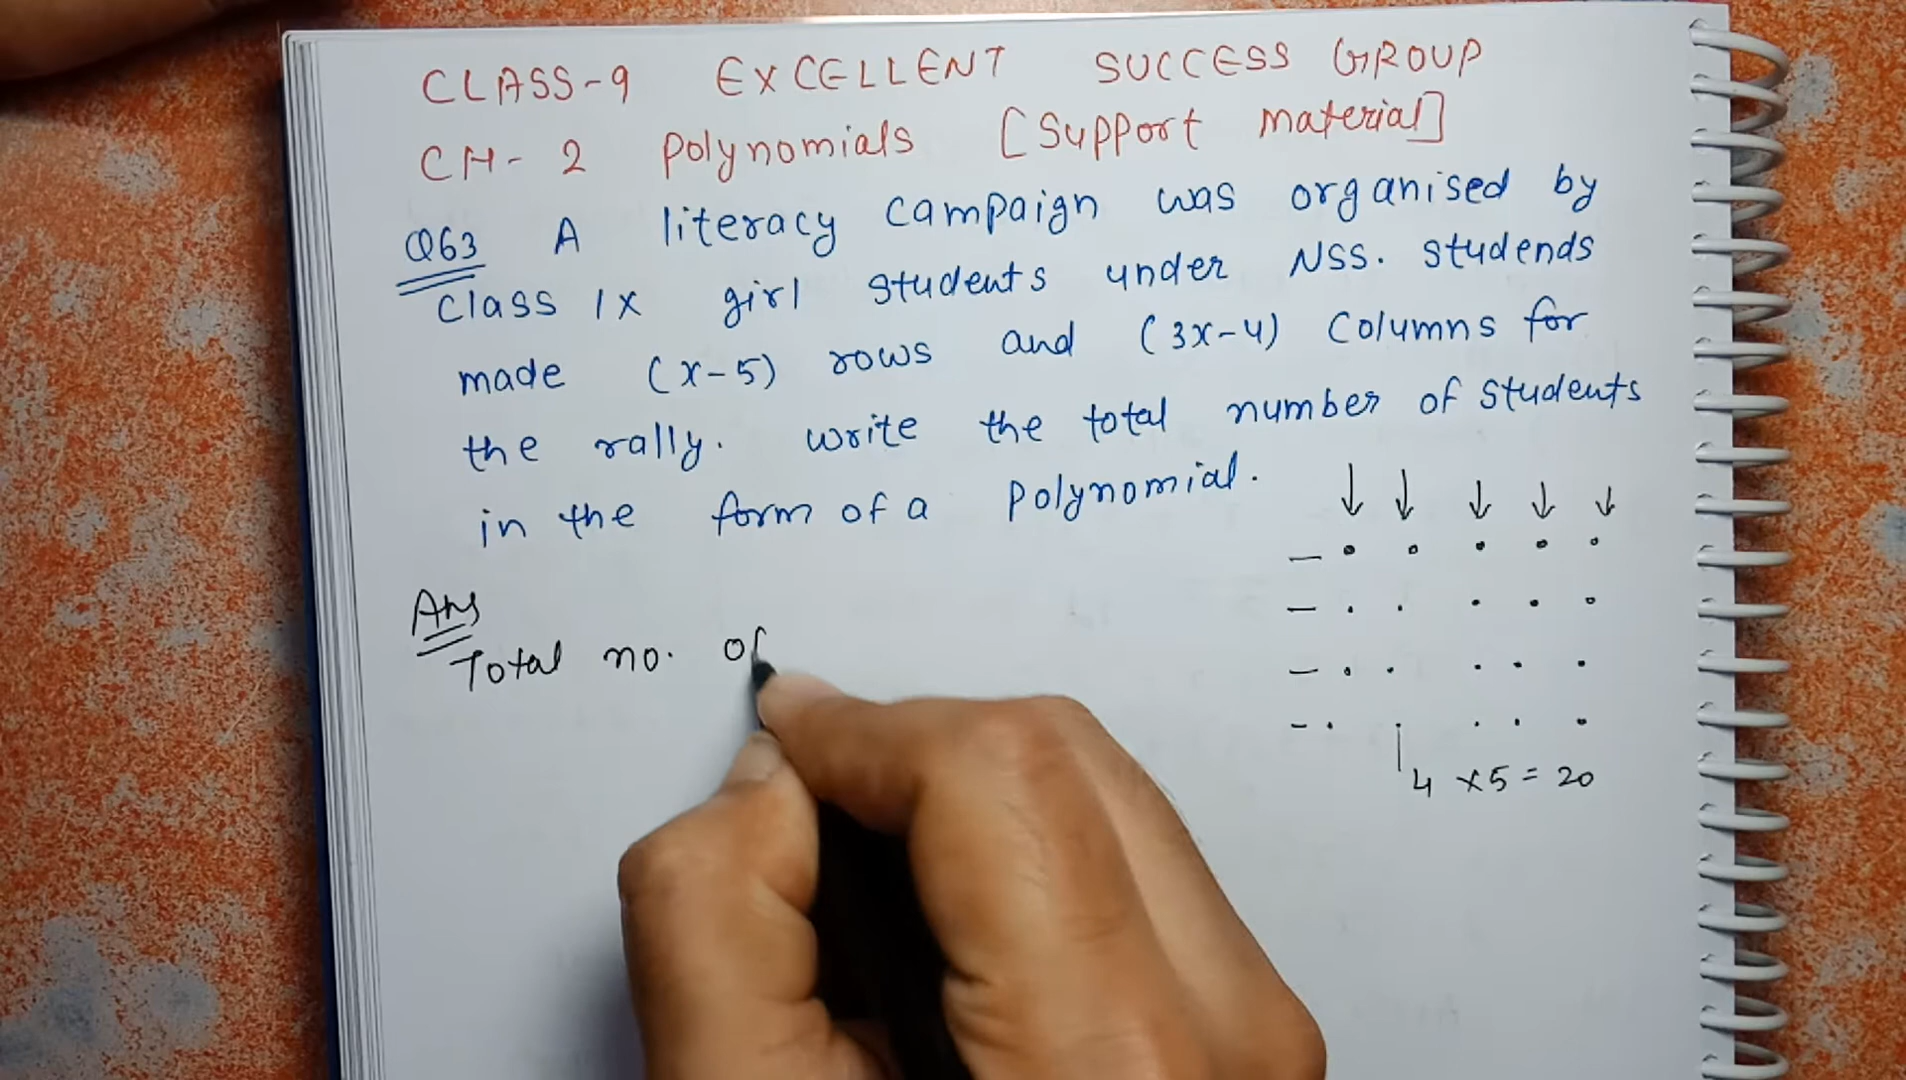 CLASS-9 EXCELLENT SUCCESS GROUP
CH-2 Polynomials [Support material]
Q63 A literacy campaign was organised by
class IX girl students under NSS. studends
made (x-5) rows and (3x-4) columns for
the rally. write the total number of students
in the form of a polynomial.
Ans
Total no. of
4 x 5 = 20